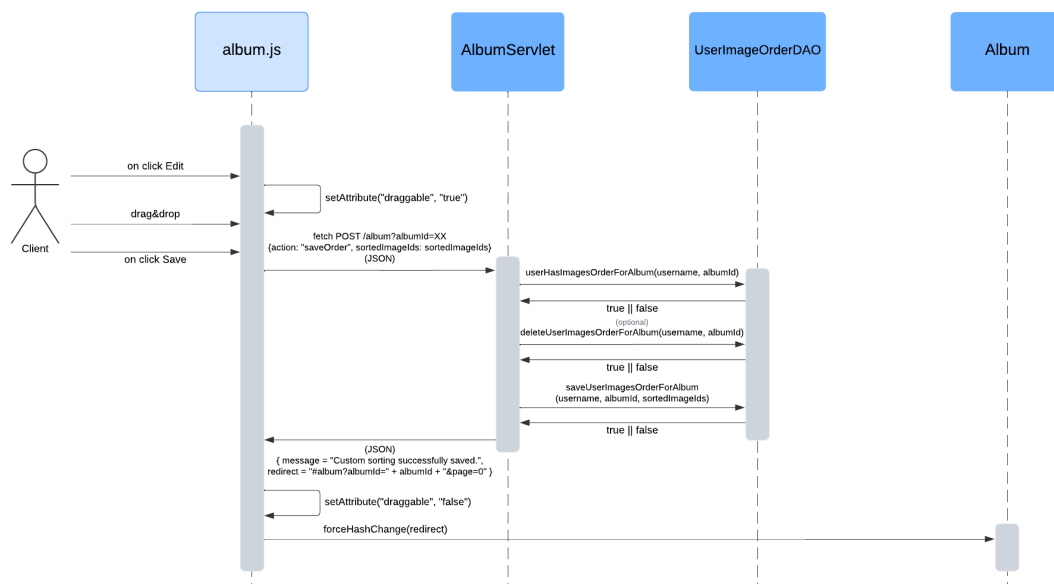 album.js
AlbumServlet
UserImageOrderDAO
Album
on click Edit
setAttribute("draggable", "true")
drag&drop
Client
on click Save
fetch POST /album?albumId=XX
{action: "saveOrder", sortedImageIds: sortedImageIds}
(JSON)
userHasImagesOrderForAlbum(username, albumId)
true || false
(optional)
deleteUserImagesOrderForAlbum(username, albumId)
true || false
saveUserImagesOrderForAlbum
(username, albumId, sortedImageIds)
true || false
(JSON)
{ message = "Custom sorting successfully saved.",
redirect = "#album?albumId=" + albumId + "&page=0" }
setAttribute("draggable", "false")
forceHashChange(redirect)